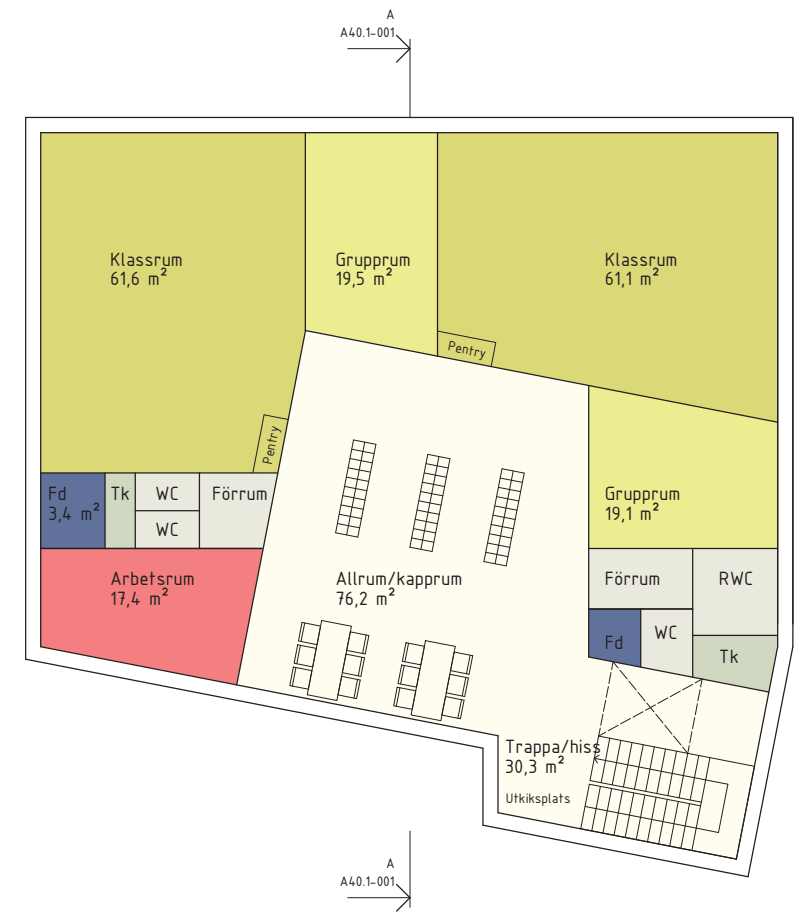 A
A40.1-001
Klassrum
61,6 m²
Grupprum
19,5 m²
Klassrum
61,1 m²
Pentry
Pentry
Fd
3,4 m²
Tk
WC
WC
Förrum
Grupprum
19,1 m²
Arbetsrum
17,4 m²
Allrum/kapprum
76,2 m²
Förrum
RWC
Fd
WC
Tk
Trappa/hiss
30,3 m²
Utkiksplats
A
A40.1-001